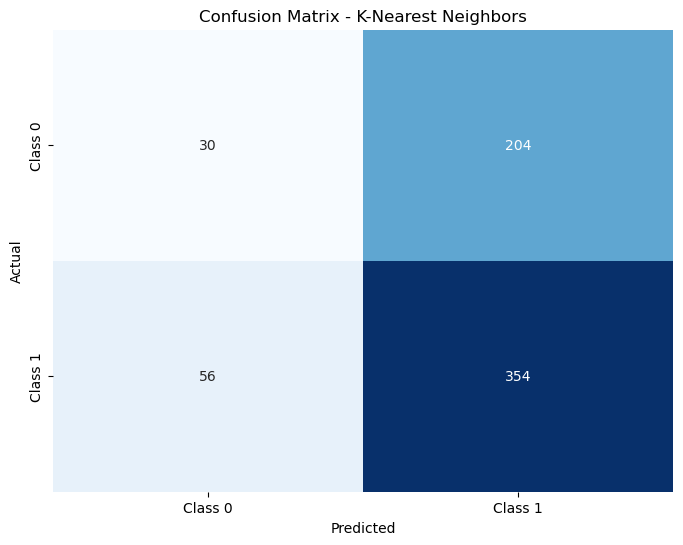 Confusion Matrix - K-Nearest Neighbors
Actual
Class 0
30
204
Class 1
56
354
Class 0
Class 1
Predicted